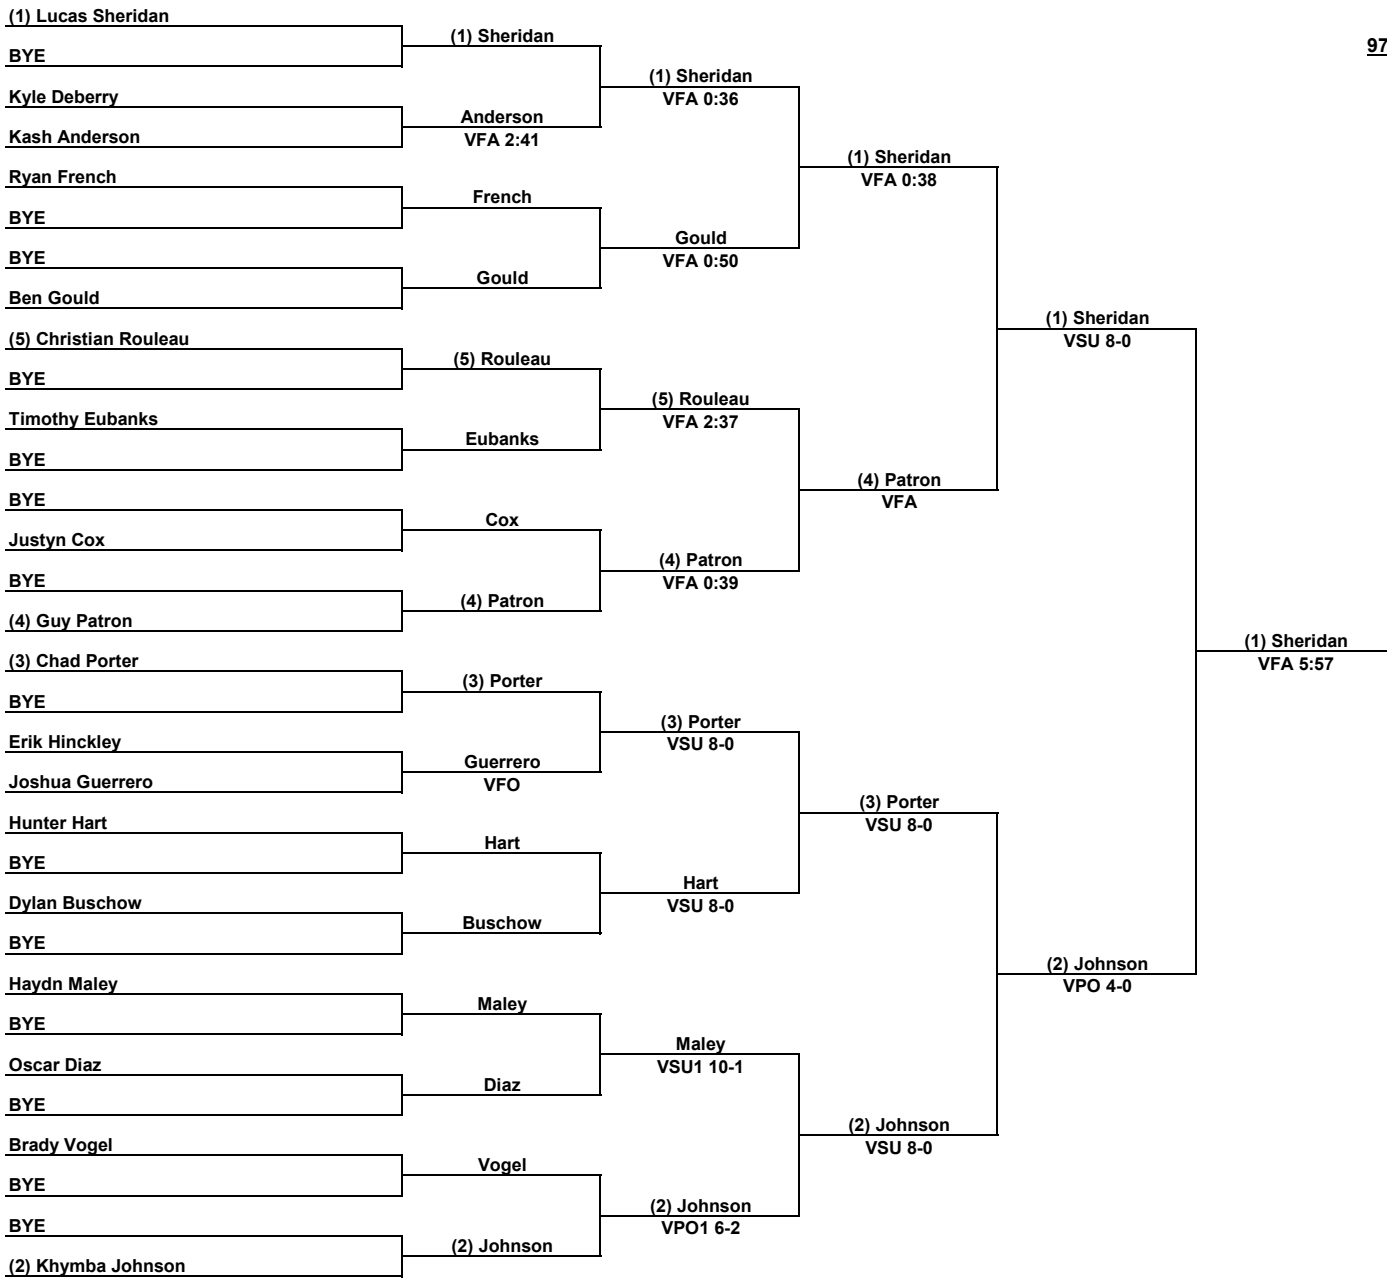 (1) Lucas Sheridan
BYE
Kyle Deberry
Kash Anderson
Ryan French
BYE
BYE
Ben Gould
(5) Christian Rouleau
BYE
Timothy Eubanks
BYE
BYE
Justyn Cox
BYE
(4) Guy Patron
(3) Chad Porter
BYE
Erik Hinckley
Joshua Guerrero
Hunter Hart
BYE
Dylan Buschow
BYE
Haydn Maley
BYE
Oscar Diaz
BYE
Brady Vogel
BYE
BYE
(2) Khymba Johnson
(1) Sheridan
Anderson
VFA 2:41
French
Gould
(5) Rouleau
Eubanks
Cox
(4) Patron
(3) Porter
Guerrero
VFO
Hart
Buschow
Maley
Diaz
Vogel
(2) Johnson
(1) Sheridan
VFA 0:36
Gould
VFA 0:50
(5) Rouleau
VFA 2:37
(4) Patron
VFA 0:39
(3) Porter
VSU 8-0
Hart
VSU 8-0
Maley
VSU1 10-1
(2) Johnson
VPO1 6-2
(1) Sheridan
VFA 0:38
(4) Patron
VFA
(3) Porter
VSU 8-0
(2) Johnson
VSU 8-0
(1) Sheridan
VSU 8-0
(2) Johnson
VPO 4-0
(1) Sheridan
VFA 5:57
97